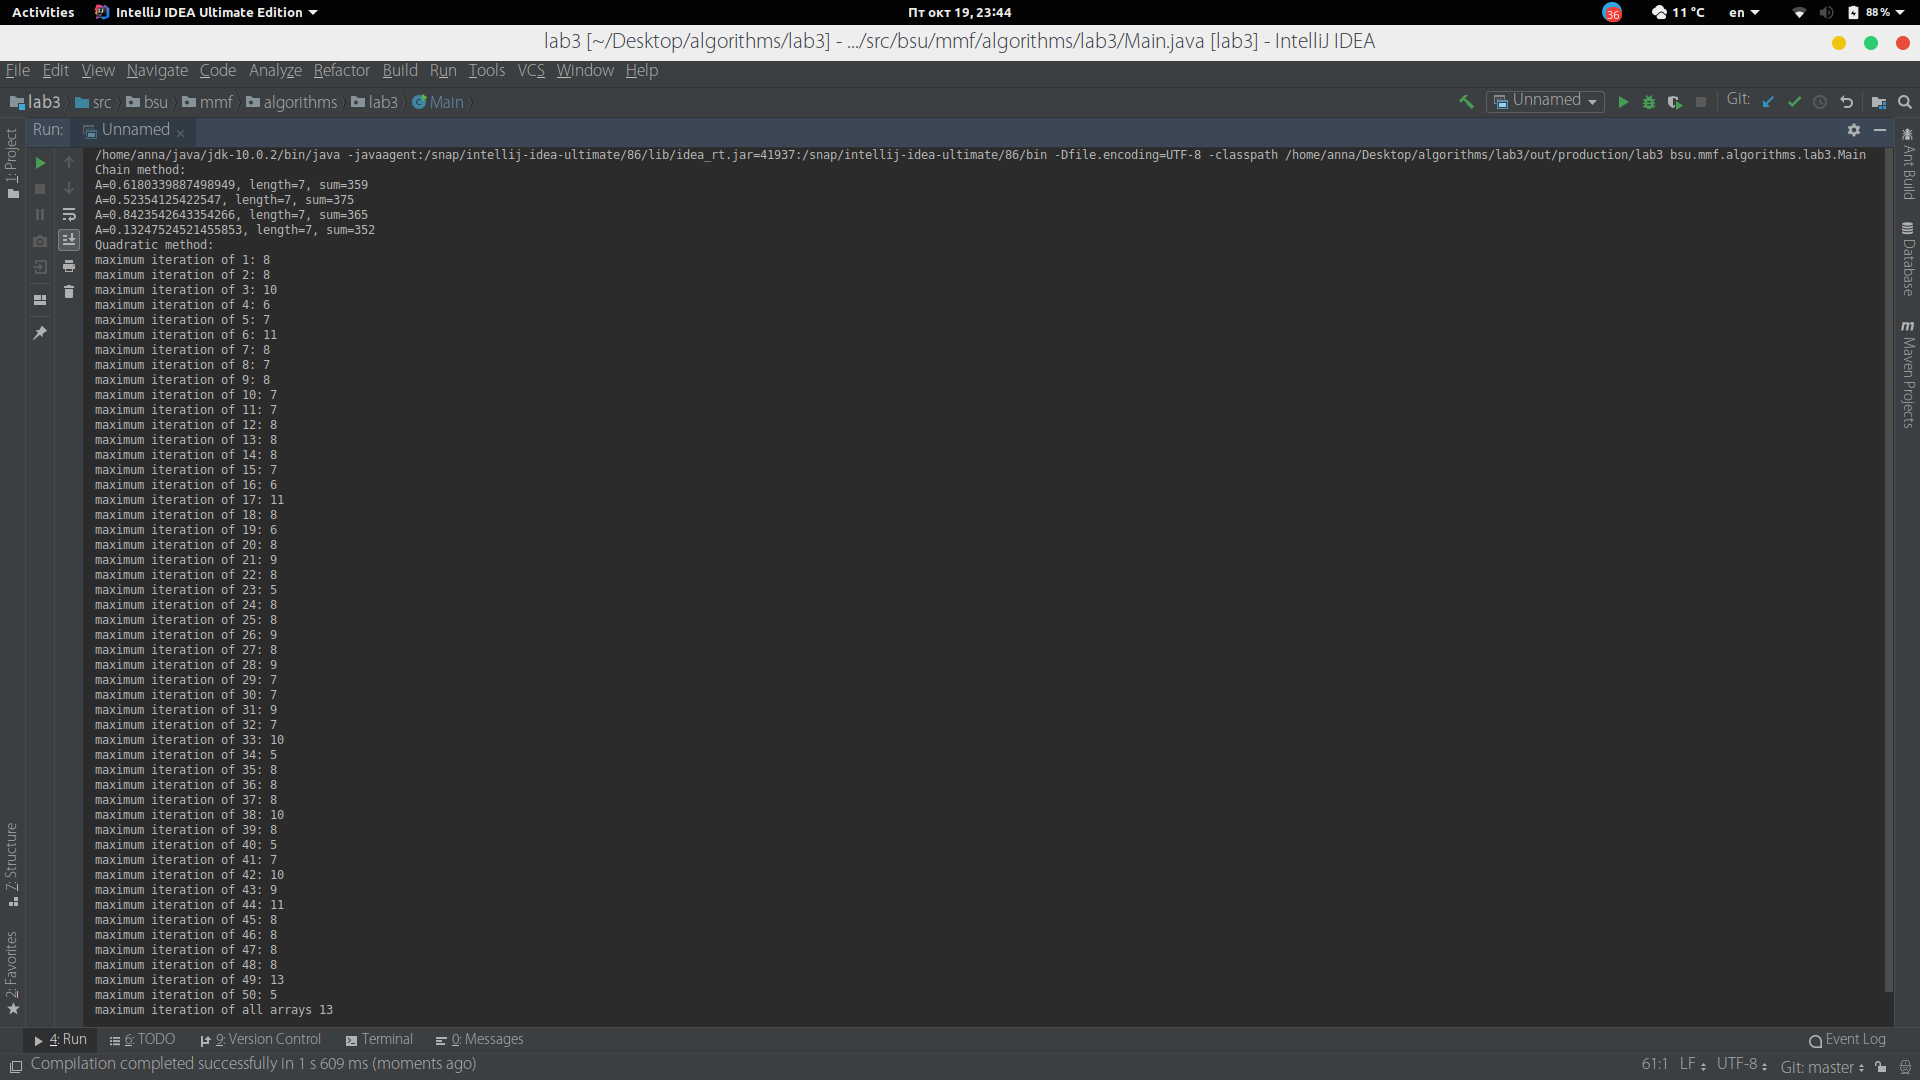 Activities IntelliJ IDEA Ultimate Edition Пт окт 19, 23:44 36 11 °C en 88 %
lab3 [~/Desktop/algorithms/lab3] - .../src/bsu/mmf/algorithms/lab3/Main.java [lab3] - IntelliJ IDEA
File Edit View Navigate Code Analyze Refactor Build Run Tools VCS Window Help
lab3 src bsu mmf algorithms lab3 Main Unnamed Git:
Run: Unnamed
/home/anna/java/jdk-10.0.2/bin/java -javaagent:/snap/intellij-idea-ultimate/86/lib/idea_rt.jar=41937:/snap/intellij-idea-ultimate/86/bin -Dfile.encoding=UTF-8 -classpath /home/anna/Desktop/algorithms/lab3/out/production/lab3 bsu.mmf.algorithms.lab3.Main
Chain method:
A=0.6180339887498949, length=7, sum=359
A=0.52354125422547, length=7, sum=375
A=0.8423542643354266, length=7, sum=365
A=0.13247524521455853, length=7, sum=352
Quadratic method:
maximum iteration of 1: 8
maximum iteration of 2: 8
maximum iteration of 3: 10
maximum iteration of 4: 6
maximum iteration of 5: 7
maximum iteration of 6: 11
maximum iteration of 7: 8
maximum iteration of 8: 7
maximum iteration of 9: 8
maximum iteration of 10: 7
maximum iteration of 11: 7
maximum iteration of 12: 8
maximum iteration of 13: 8
maximum iteration of 14: 8
maximum iteration of 15: 7
maximum iteration of 16: 6
maximum iteration of 17: 11
maximum iteration of 18: 8
maximum iteration of 19: 6
maximum iteration of 20: 8
maximum iteration of 21: 9
maximum iteration of 22: 8
maximum iteration of 23: 5
maximum iteration of 24: 8
maximum iteration of 25: 8
maximum iteration of 26: 9
maximum iteration of 27: 8
maximum iteration of 28: 9
maximum iteration of 29: 7
maximum iteration of 30: 7
maximum iteration of 31: 9
maximum iteration of 32: 7
maximum iteration of 33: 10
maximum iteration of 34: 5
maximum iteration of 35: 8
maximum iteration of 36: 8
maximum iteration of 37: 8
maximum iteration of 38: 10
maximum iteration of 39: 8
maximum iteration of 40: 5
maximum iteration of 41: 7
maximum iteration of 42: 10
maximum iteration of 43: 9
maximum iteration of 44: 11
maximum iteration of 45: 8
maximum iteration of 46: 8
maximum iteration of 47: 8
maximum iteration of 48: 8
maximum iteration of 49: 13
maximum iteration of 50: 5
maximum iteration of all arrays 13
1: Project
Z: Structure
2: Favorites
Ant Build
Database
m Maven Projects
4: Run 6: TODO 9: Version Control Terminal 0: Messages Event Log
Compilation completed successfully in 1 s 609 ms (moments ago) 61:1 LF UTF-8 Git: master